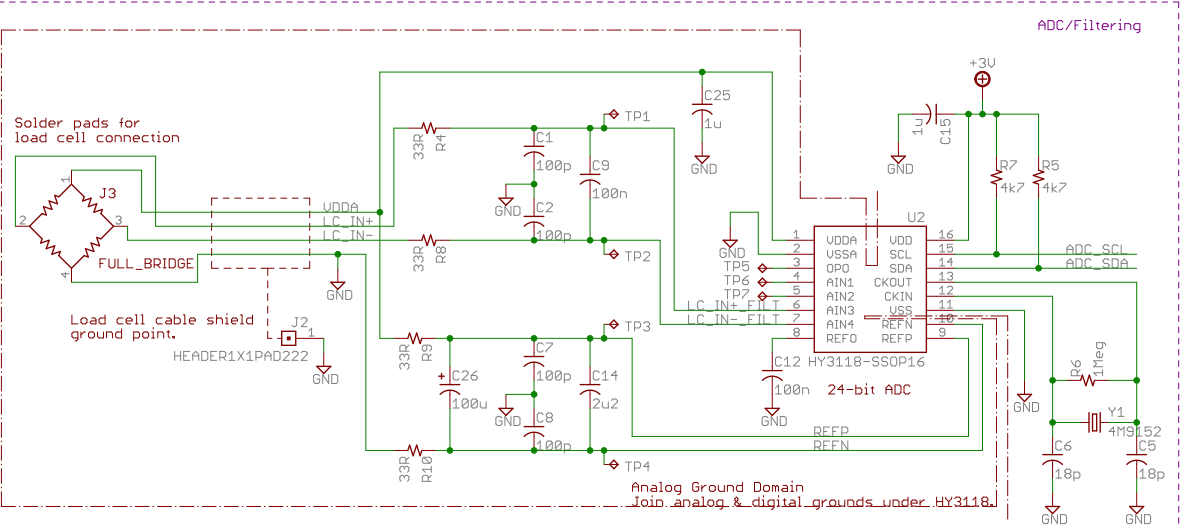 ADC/Filtering
+3V
Solder pads for
load cell connection
C25
1u
TP1
33R
R4
C1
100p
C9
100n
GND
C2
100p
1u
C15
GND
R7
4k7
R5
4k7
GND
1
J3
2
3
4
FULL_BRIDGE
VDDA
LC_IN+
LC_IN-
33R
R8
TP2
GND
GND
TP5
TP6
TP7
LC_IN+_FILT
LC_IN-_FILT
U2
1 VDDA VDD 16
2 VSSA SCL 15
3 OPO SDA 14
4 AIN1 CKOUT 13
5 AIN2 CKIN 12
6 AIN3 VSS 11
7 AIN4 REFN 10
8 REFO REFP 9
HY3118-SSOP16
24-bit ADC
ADC_SCL
ADC_SDA
Load cell cable shield
ground point.
J2
1
HEADER1X1PAD222
GND
TP3
33R
R9
C26
+
100u
C7
100p
C14
2u2
GND
C8
100p
33R
R10
TP4
C12
100n
GND
REFP
REFN
GND
R6
1Meg
Y1
4M9152
C6
18p
C5
18p
GND
GND
Analog Ground Domain
Join analog & digital grounds under HY3118.